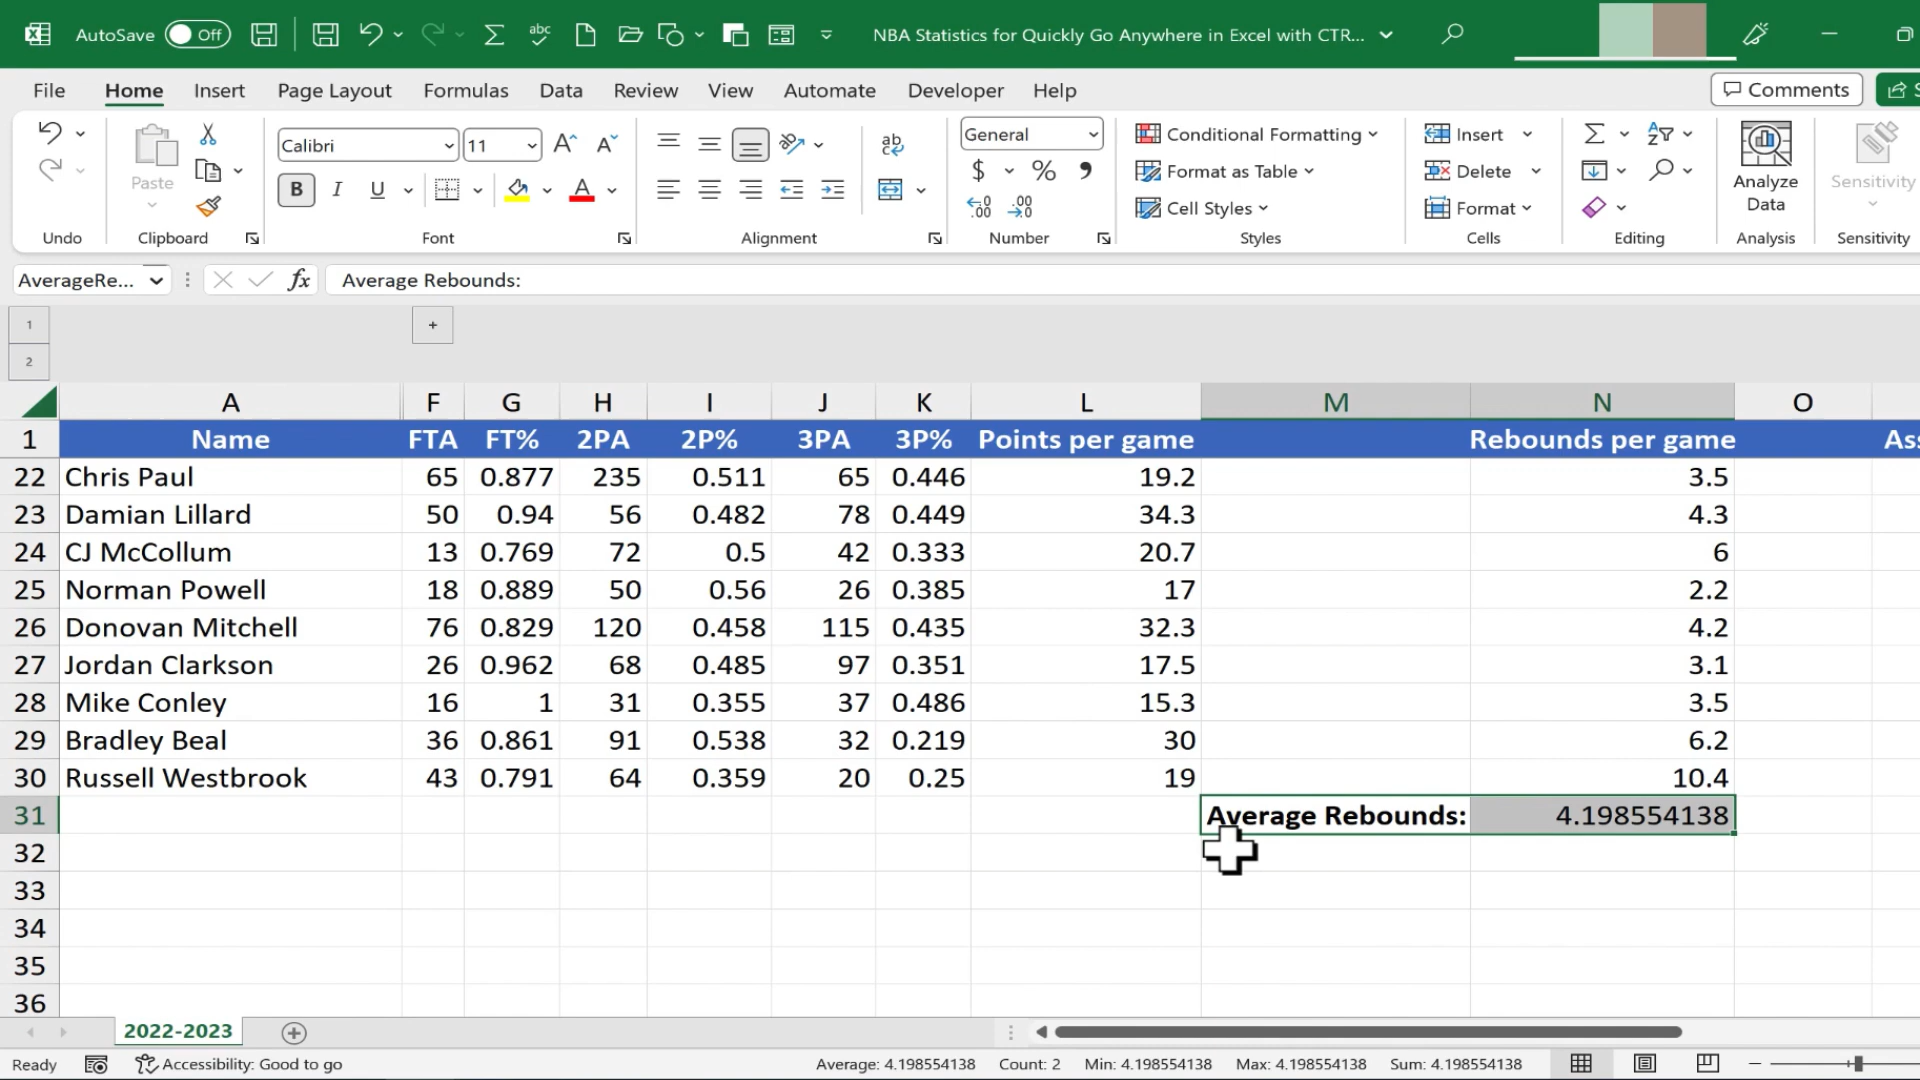 AutoSave Off abc NBA Statistics for Quickly Go Anywhere in Excel with CTR...
File Home Insert Page Layout Formulas Data Review View Automate Developer Help Comments
Paste Calibri 11 A A ab General Conditional Formatting Insert
B I U A $ % , Format as Table Delete Analyze Data Sensitivity
.00 .00 Cell Styles Format
Undo Clipboard Font Alignment Number Styles Cells Editing Analysis Sensitivity
AverageRe... fx Average Rebounds:
1 +
2
A F G H I J K L M N O
1 Name FTA FT% 2PA 2P% 3PA 3P% Points per game Rebounds per game Ass
22 Chris Paul 65 0.877 235 0.511 65 0.446 19.2 3.5
23 Damian Lillard 50 0.94 56 0.482 78 0.449 34.3 4.3
24 CJ McCollum 13 0.769 72 0.5 42 0.333 20.7 6
25 Norman Powell 18 0.889 50 0.56 26 0.385 17 2.2
26 Donovan Mitchell 76 0.829 120 0.458 115 0.435 32.3 4.2
27 Jordan Clarkson 26 0.962 68 0.485 97 0.351 17.5 3.1
28 Mike Conley 16 1 31 0.355 37 0.486 15.3 3.5
29 Bradley Beal 36 0.861 91 0.538 32 0.219 30 6.2
30 Russell Westbrook 43 0.791 64 0.359 20 0.25 19 10.4
31 Average Rebounds: 4.198554138
32
33
34
35
36
2022-2023
Ready Accessibility: Good to go Average: 4.198554138 Count: 2 Min: 4.198554138 Max: 4.198554138 Sum: 4.198554138